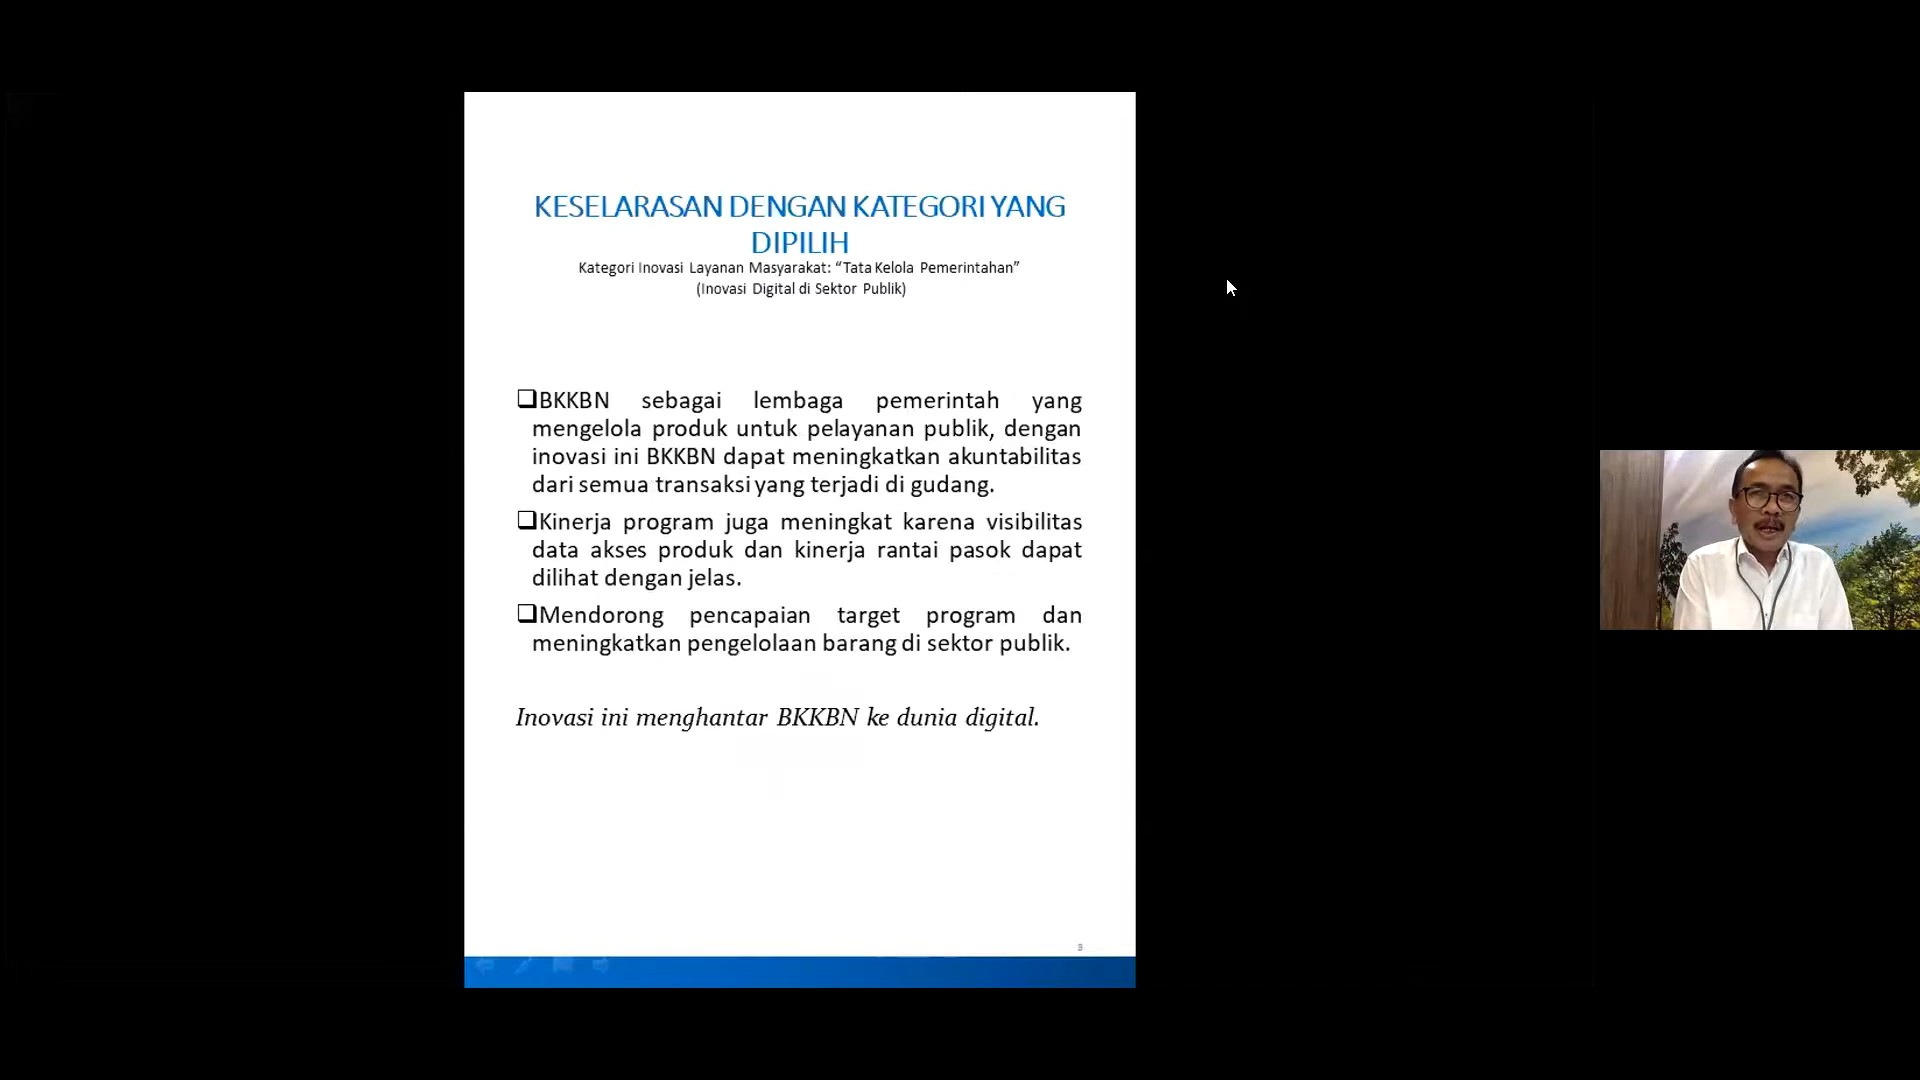 KESELARASAN DENGAN KATEGORI YANG
DIPILIH
Kategori Inovasi Layanan Masyarakat: “Tata Kelola Pemerintahan”
(Inovasi Digital di Sektor Publik)
BKKBN sebagai lembaga pemerintah yang
mengelola produk untuk pelayanan publik, dengan
inovasi ini BKKBN dapat meningkatkan akuntabilitas
dari semua transaksi yang terjadi di gudang.
Kinerja program juga meningkat karena visibilitas
data akses produk dan kinerja rantai pasok dapat
dilihat dengan jelas.
Mendorong pencapaian target program dan
meningkatkan pengelolaan barang di sektor publik.
Inovasi ini menghantar BKKBN ke dunia digital.
3